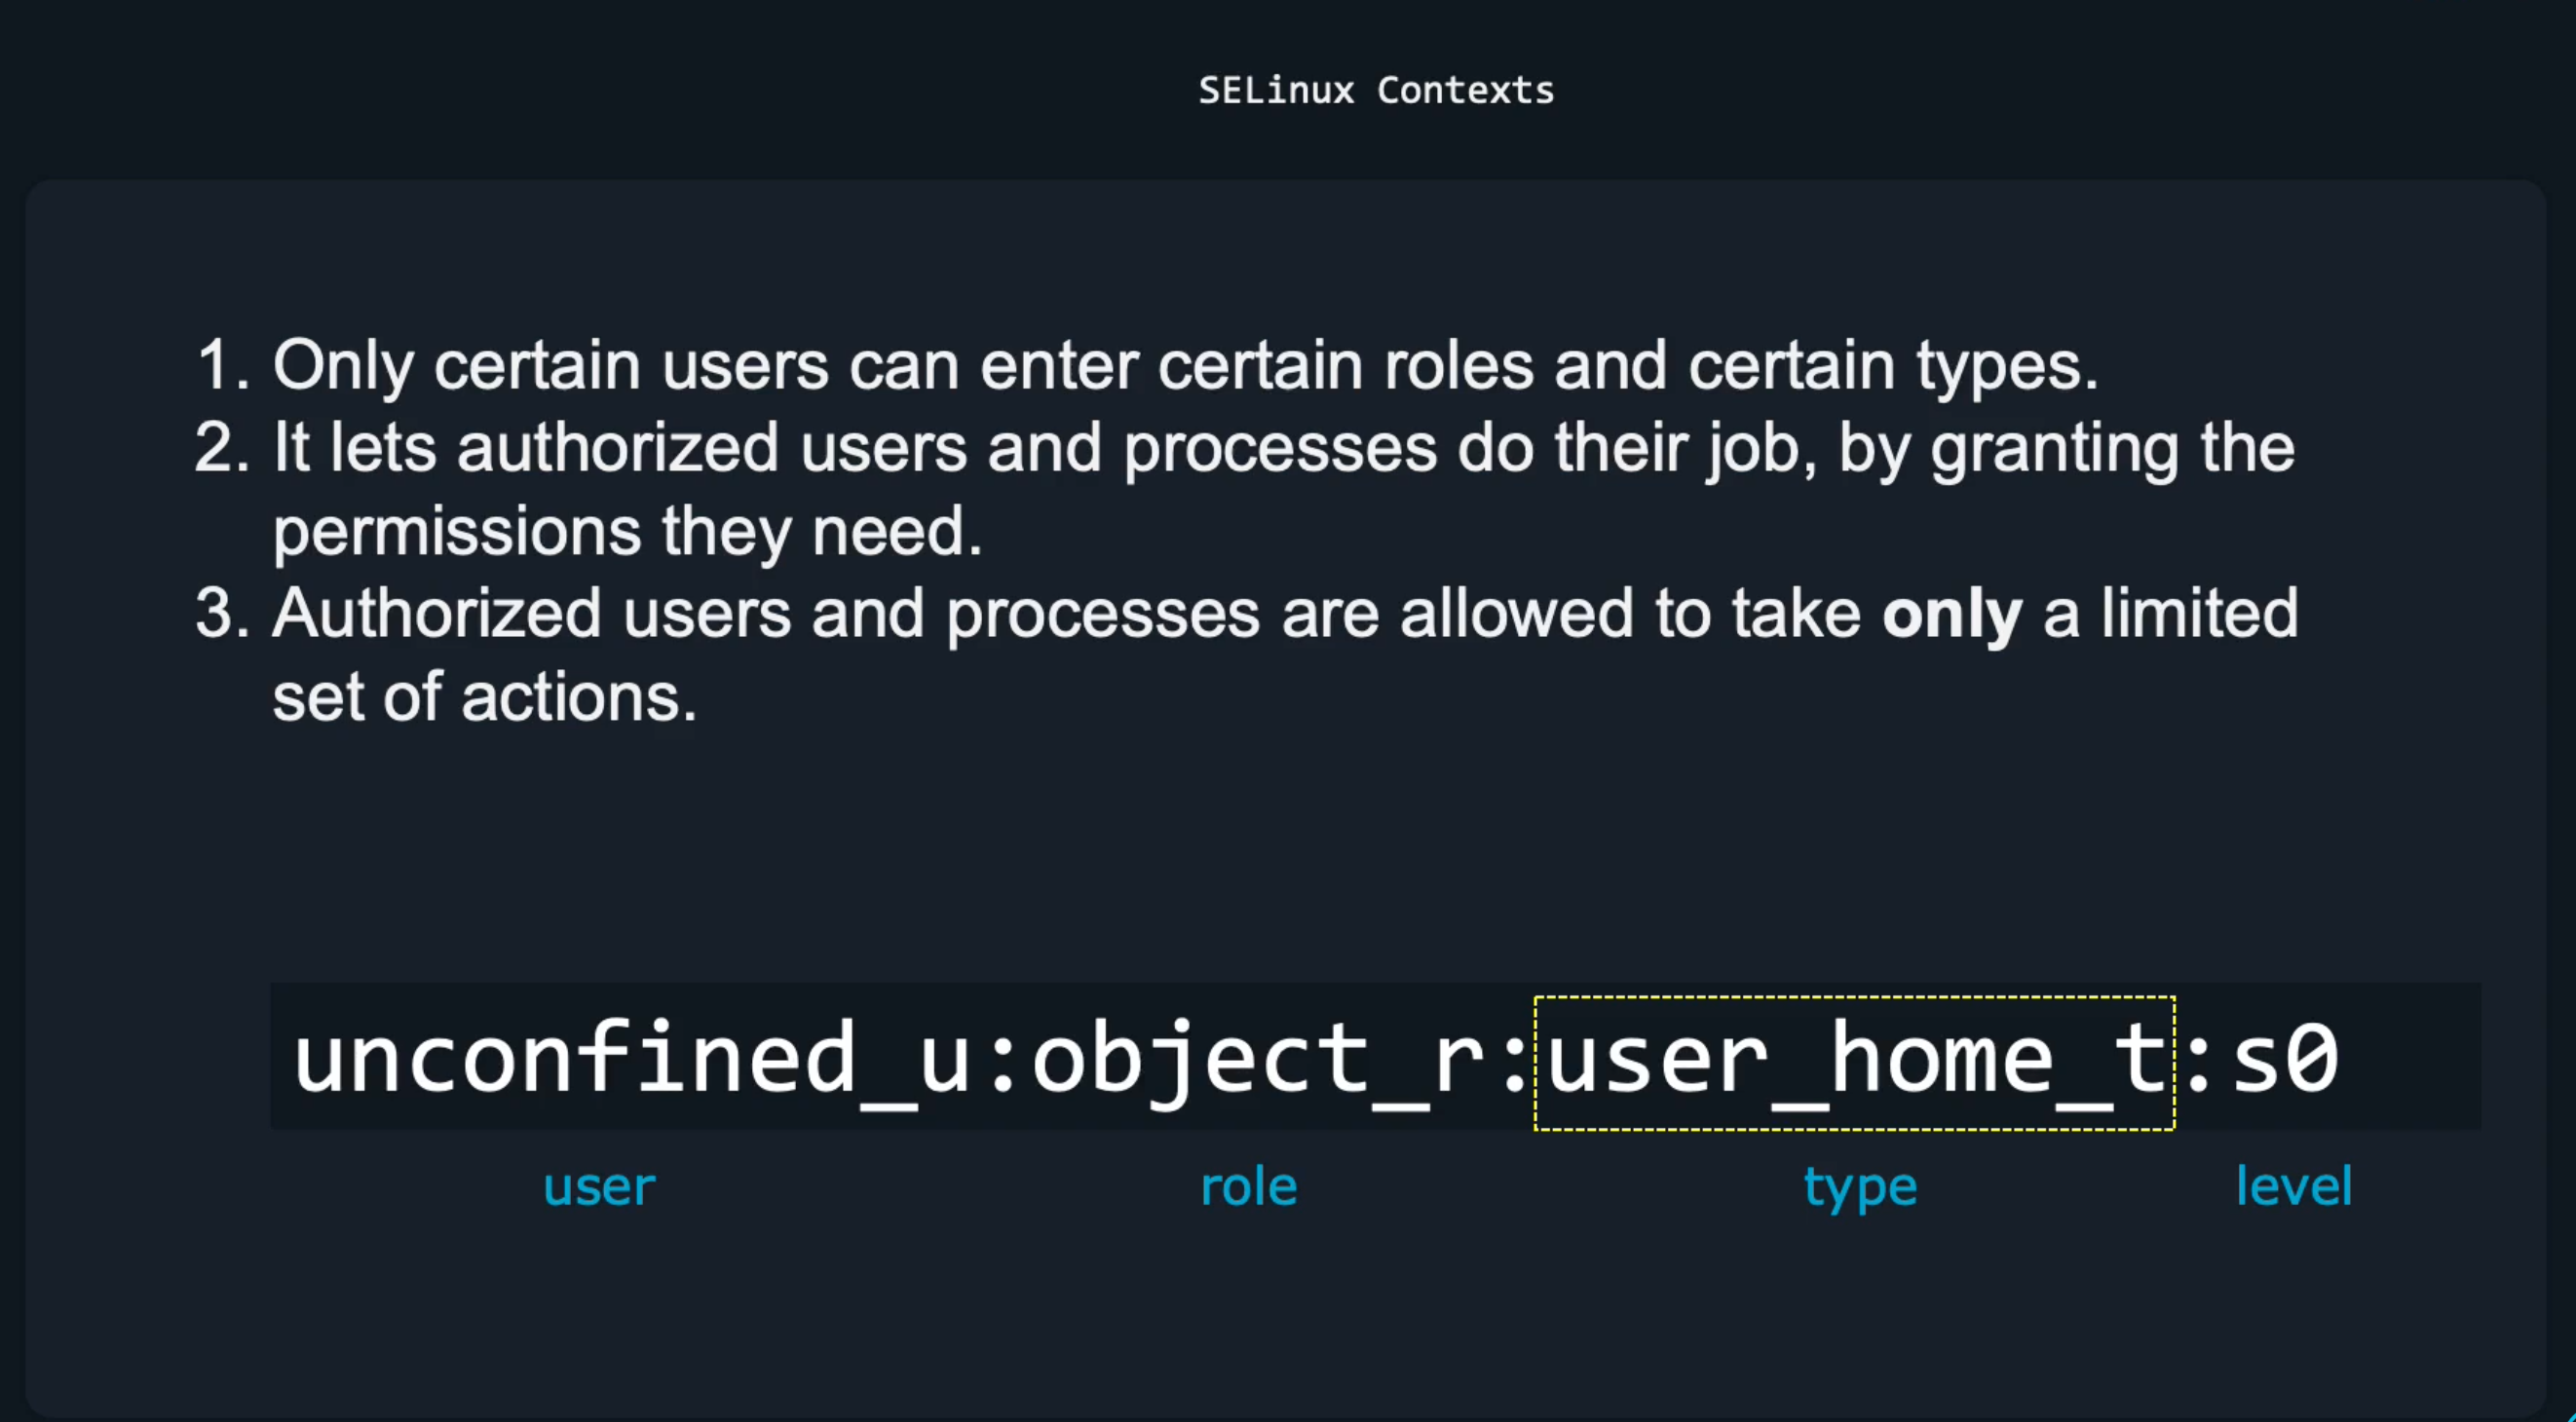 SELinux Contexts
1. Only certain users can enter certain roles and certain types.
2. It lets authorized users and processes do their job, by granting the
permissions they need.
3. Authorized users and processes are allowed to take only a limited
set of actions.
unconfined_u:object_r:user_home_t:s0
user role type level